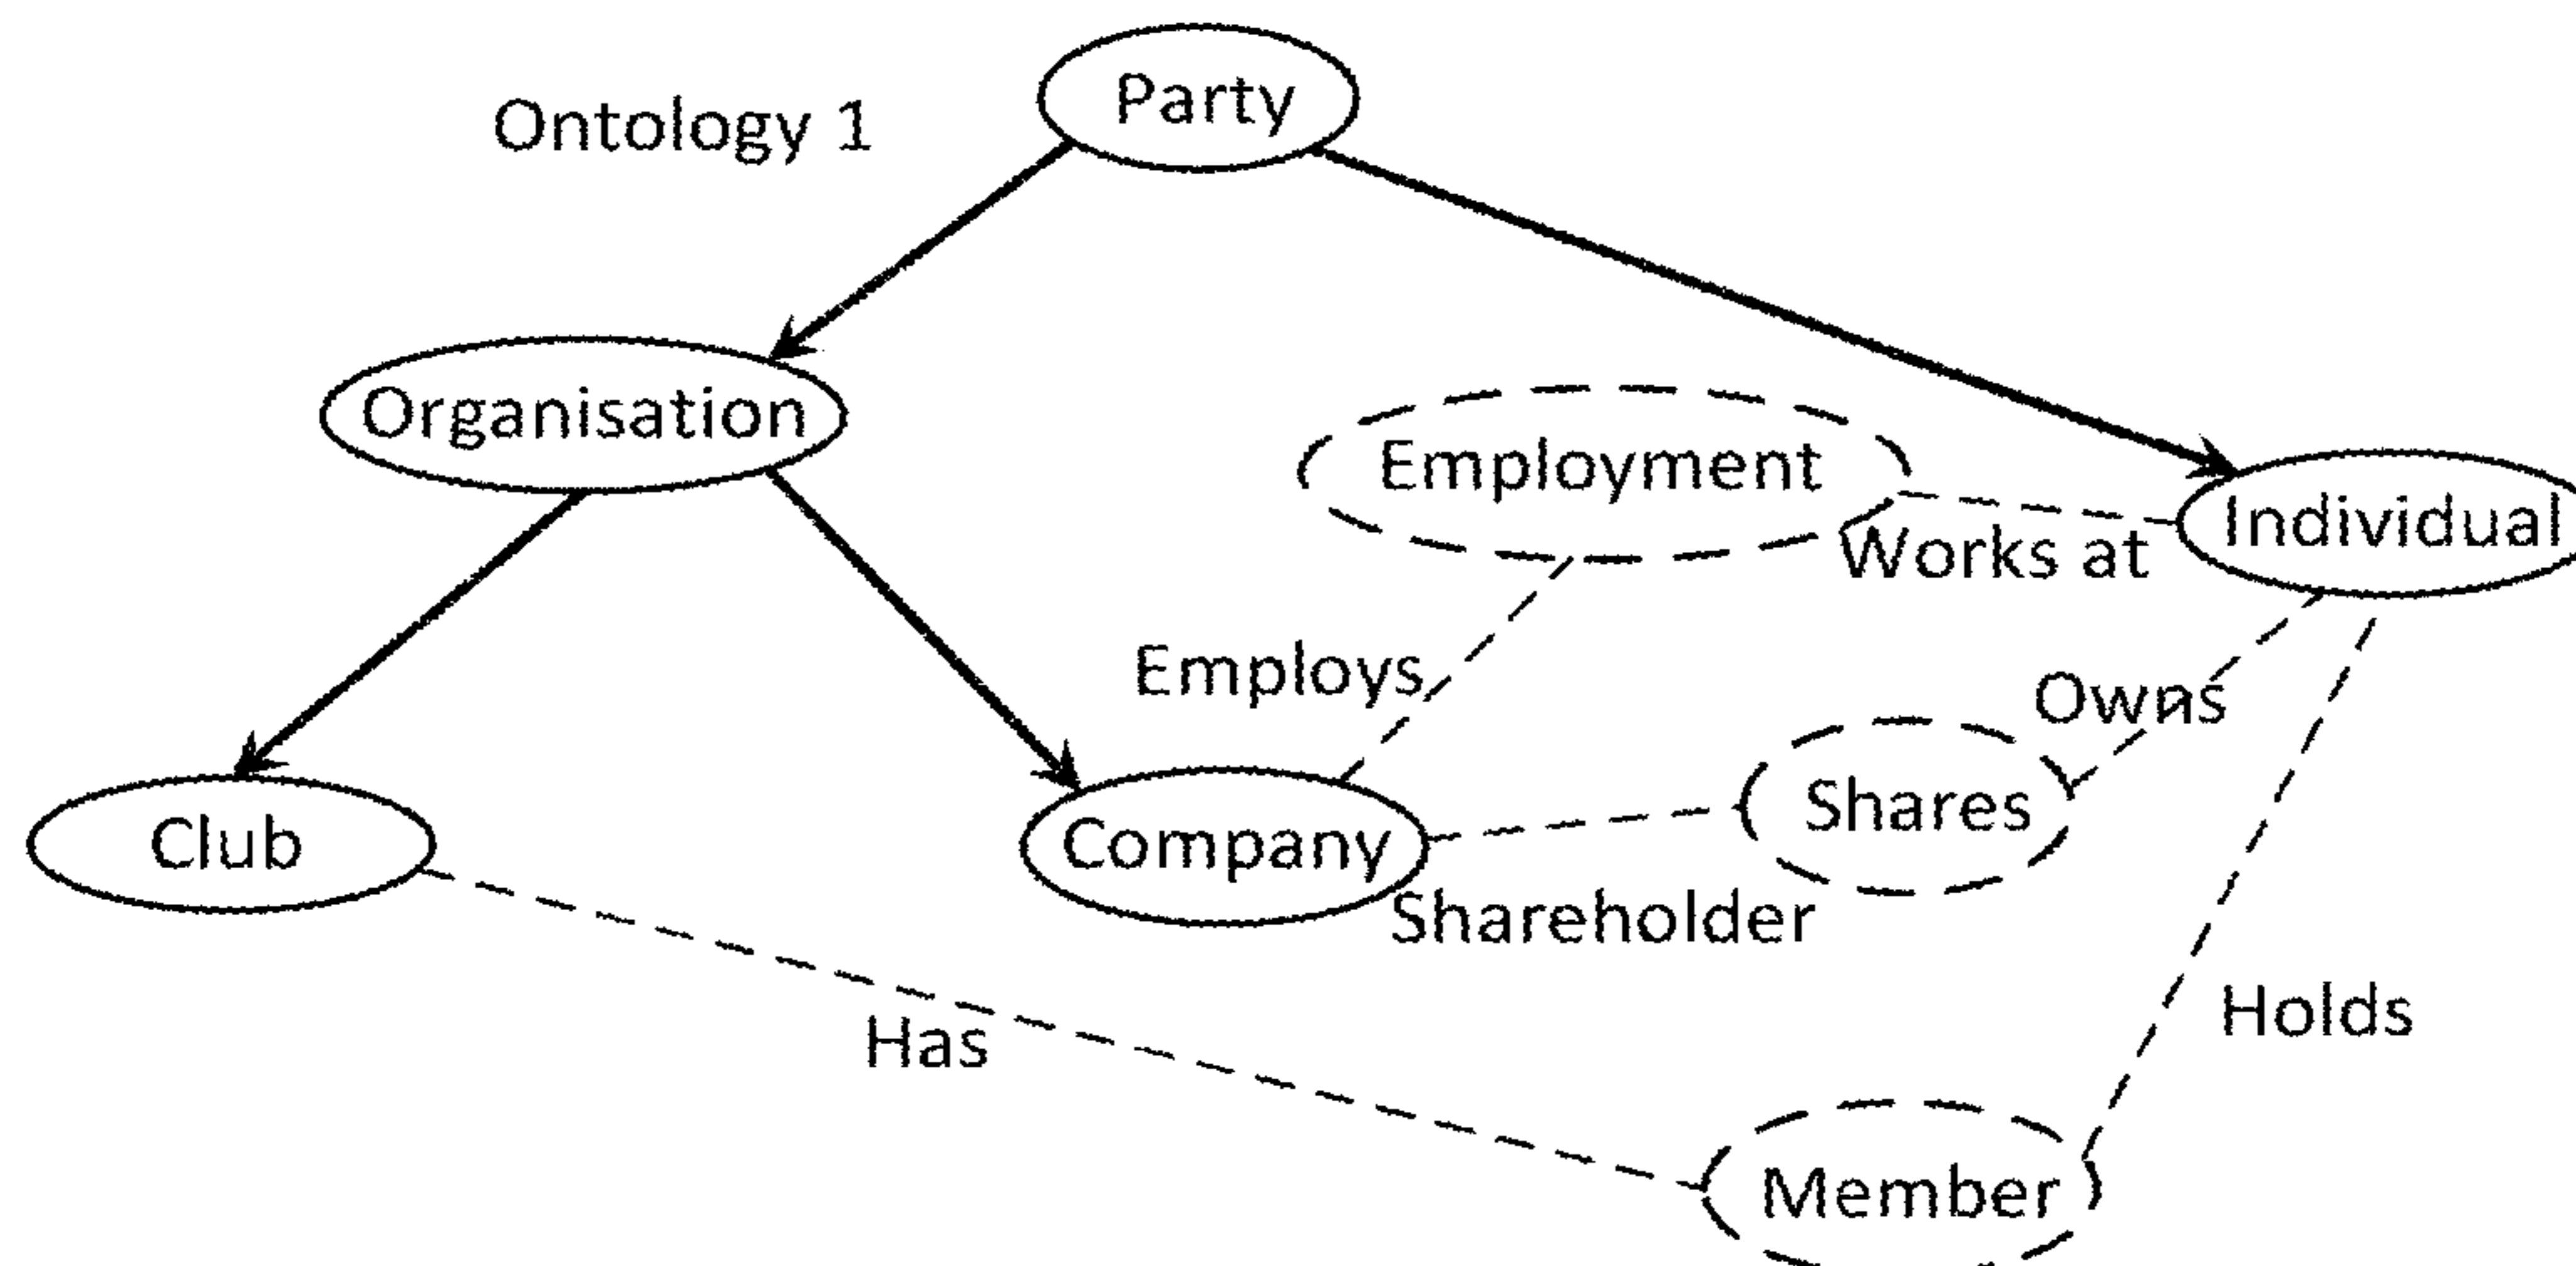 Party
Ontology 1
Organisation
Employment
Individual
Works at
Employs
Owns
Shares
Club
Company
Shareholder
Has
Holds
Member